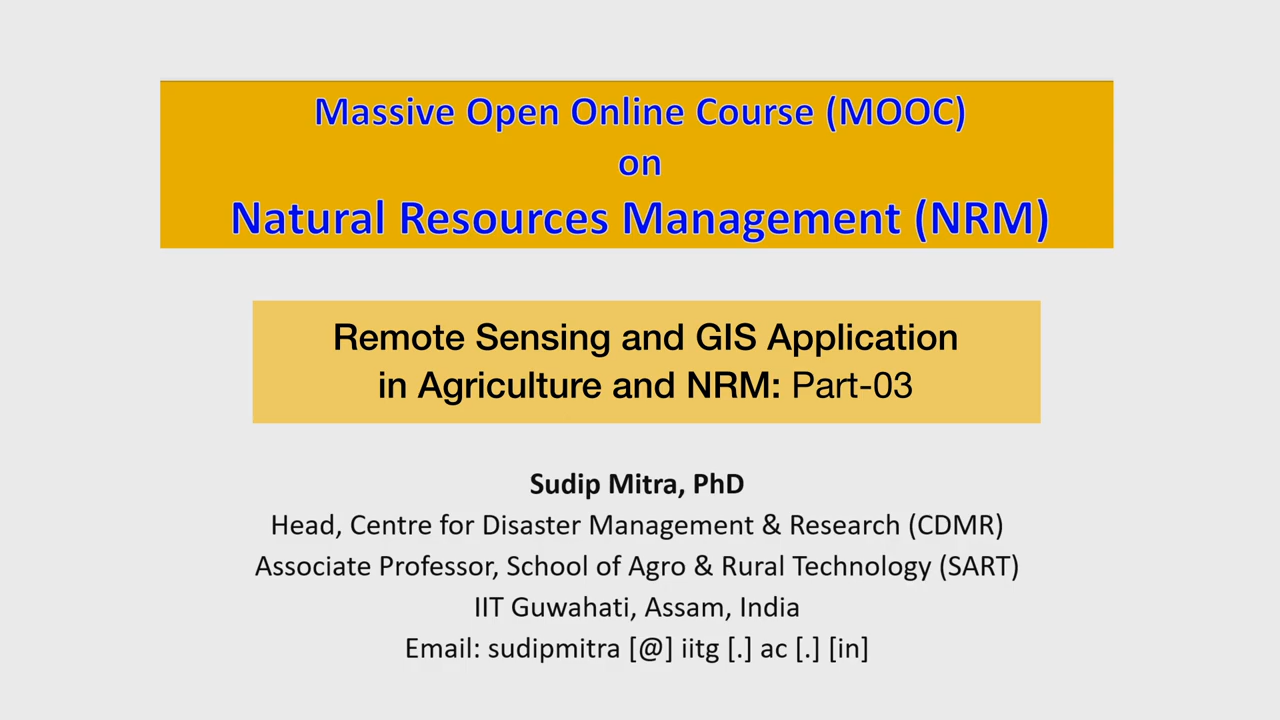 Massive Open Online Course (MOOC)
on
Natural Resources Management (NRM)
Remote Sensing and GIS Application
in Agriculture and NRM: Part-03
Sudip Mitra, PhD
Head, Centre for Disaster Management & Research (CDMR)
Associate Professor, School of Agro & Rural Technology (SART)
IIT Guwahati, Assam, India
Email: sudipmitra [@] iitg [.] ac [.] [in]